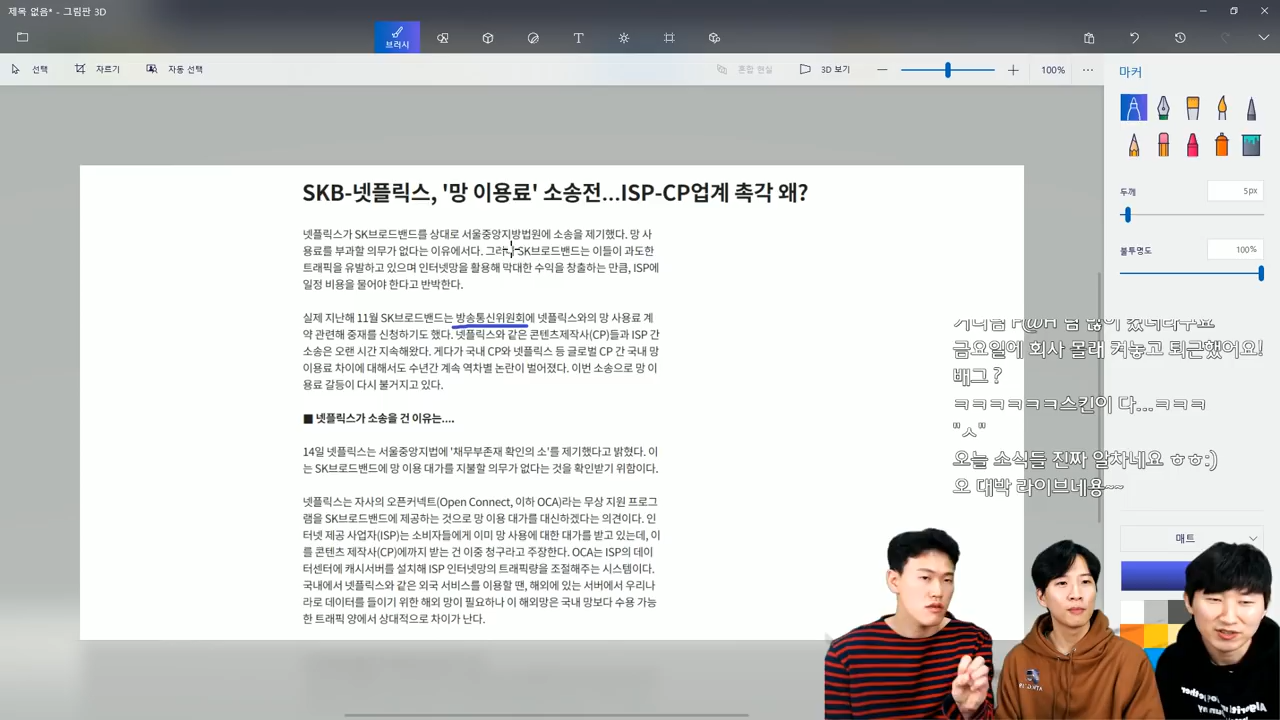 제목 없음* - 그림판 3D
브러시
선택
자르기
자동 선택
혼합 현실
3D 보기
100%
마커
두께
5px
불투명도
100%
매트
SKB-넷플릭스, '망 이용료' 소송전...ISP-CP업계 촉각 왜?
넷플릭스가 SK브로드밴드를 상대로 서울중앙지방법원에 소송을 제기했다. 망 사
용료를 부과할 의무가 없다는 이유에서다. 그러나 SK브로드밴드는 이들이 과도한
트래픽을 유발하고 있으며 인터넷망을 활용해 막대한 수익을 창출하는 만큼, ISP에
일정 비용을 물어야 한다고 반박한다.
실제 지난해 11월 SK브로드밴드는 방송통신위원회에 넷플릭스와의 망 사용료 계
약 관련해 중재를 신청하기도 했다. 넷플릭스와 같은 콘텐츠제작사(CP)들과 ISP 간
소송은 오랜 시간 지속해왔다. 게다가 국내 CP와 넷플릭스 등 글로벌 CP 간 국내 망
이용료 차이에 대해서도 수년간 계속 역차별 논란이 벌어졌다. 이번 소송으로 망 이
용료 갈등이 다시 불거지고 있다.
■ 넷플릭스가 소송을 건 이유는....
14일 넷플릭스는 서울중앙지법에 '채무부존재 확인의 소'를 제기했다고 밝혔다. 이
는 SK브로드밴드에 망 이용 대가를 지불할 의무가 없다는 것을 확인받기 위함이다.
넷플릭스는 자사의 오픈커넥트(Open Connect, 이하 OCA)라는 무상 지원 프로그
램을 SK브로드밴드에 제공하는 것으로 망 이용 대가를 대신하겠다는 의견이다. 인
터넷 제공 사업자(ISP)는 소비자들에게 이미 망 사용에 대한 대가를 받고 있는데, 이
를 콘텐츠 제작사(CP)에까지 받는 건 이중 청구라고 주장한다. OCA는 ISP의 데이
터센터에 캐시서버를 설치해 ISP 인터넷망의 트래픽량을 조절해주는 시스템이다.
국내에서 넷플릭스와 같은 외국 서비스를 이용할 땐, 해외에 있는 서버에서 우리나
라로 데이터를 들이기 위한 해외 망이 필요하나 이 해외망은 국내 망보다 수용 가능
한 트래픽 양에서 상대적으로 차이가 난다.
금요일에 회사 몰래 켜놓고 퇴근했어요!
배그 ?
ㅋㅋㅋㅋㅋㅋ스킨이 다...ㅋㅋㅋ
"ㅅ"
오늘 소식들 진짜 알차네요 ㅎㅎ:)
오 대박 라이브네용~~